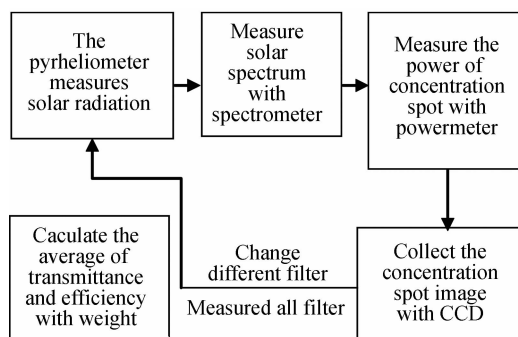 The
pyrheliometer
measures
solar radiation
Measure
solar
spectrum
with
spectrometer
Measure the
power of
concentration
spot with
powermeter
Collect the
concentration
spot image
with CCD
Change
different filter
Measured all filter
Caculate the
average of
transmittance
and efficiency
with weight